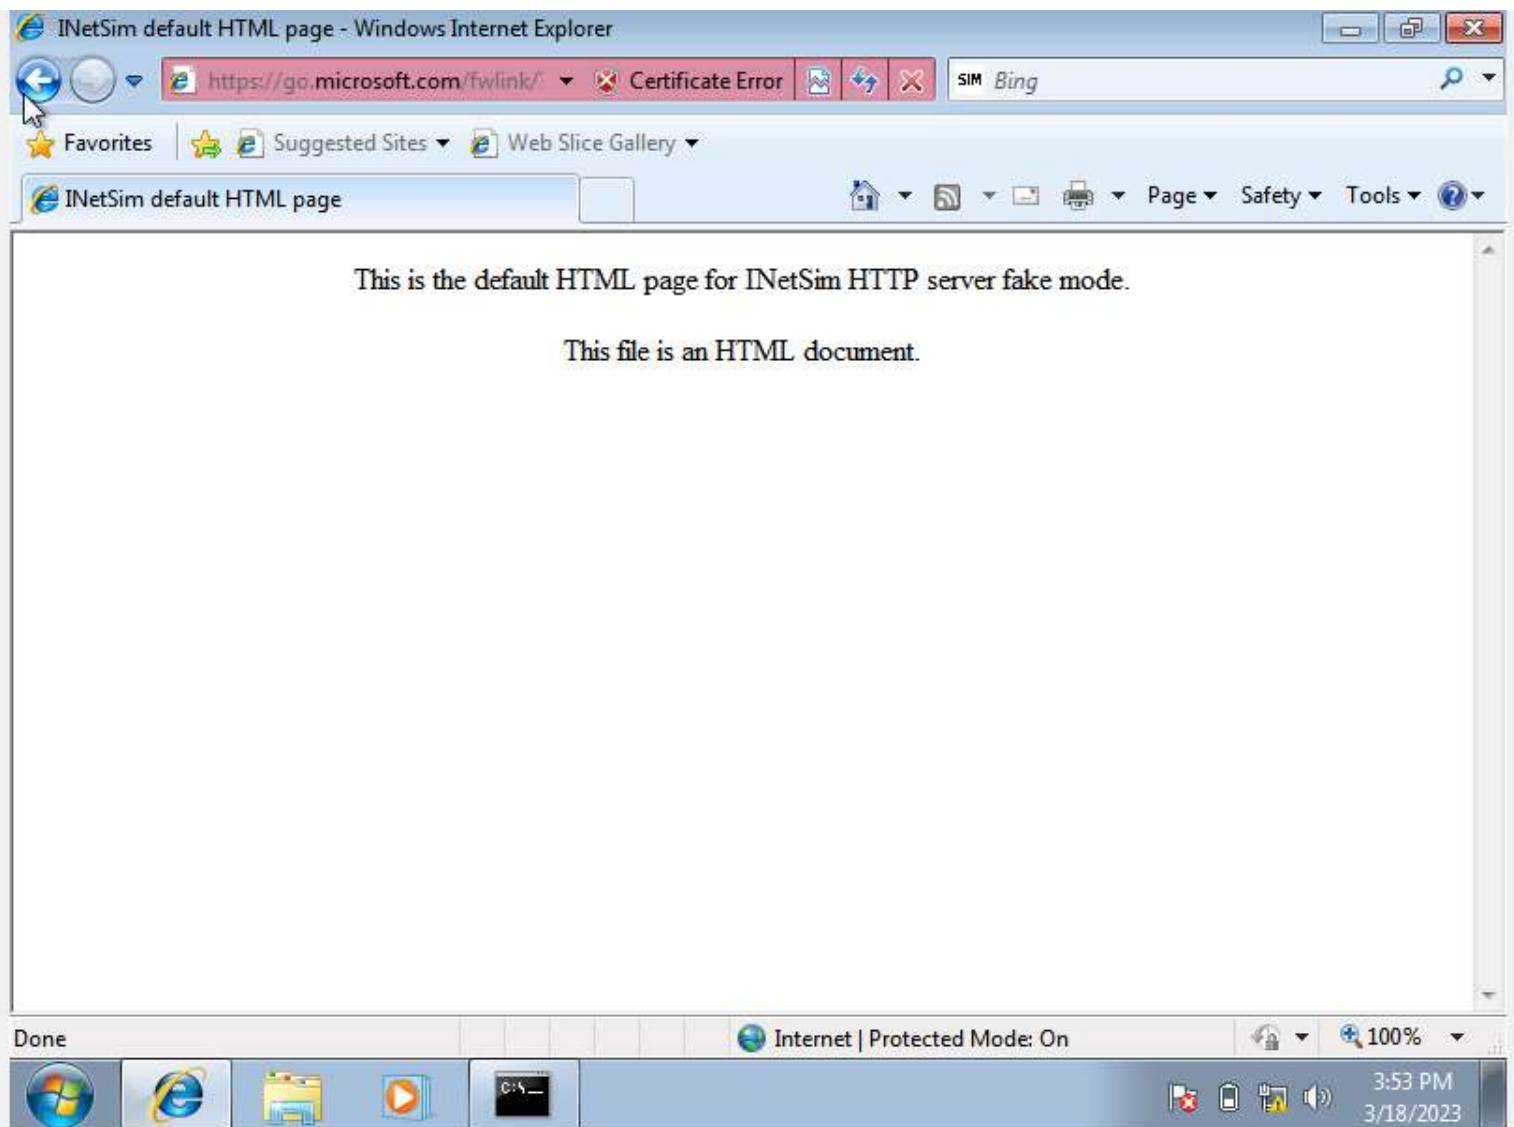 INetSim default HTML page - Windows Internet Explorer
https://go.microsoft.com/fwlink/ Certificate Error SIM Bing
Favorites Suggested Sites Web Slice Gallery
INetSim default HTML page Page Safety Tools
This is the default HTML page for INetSim HTTP server fake mode.
This file is an HTML document.
Done Internet | Protected Mode: On 100%
C:\_
3:53 PM
3/18/2023